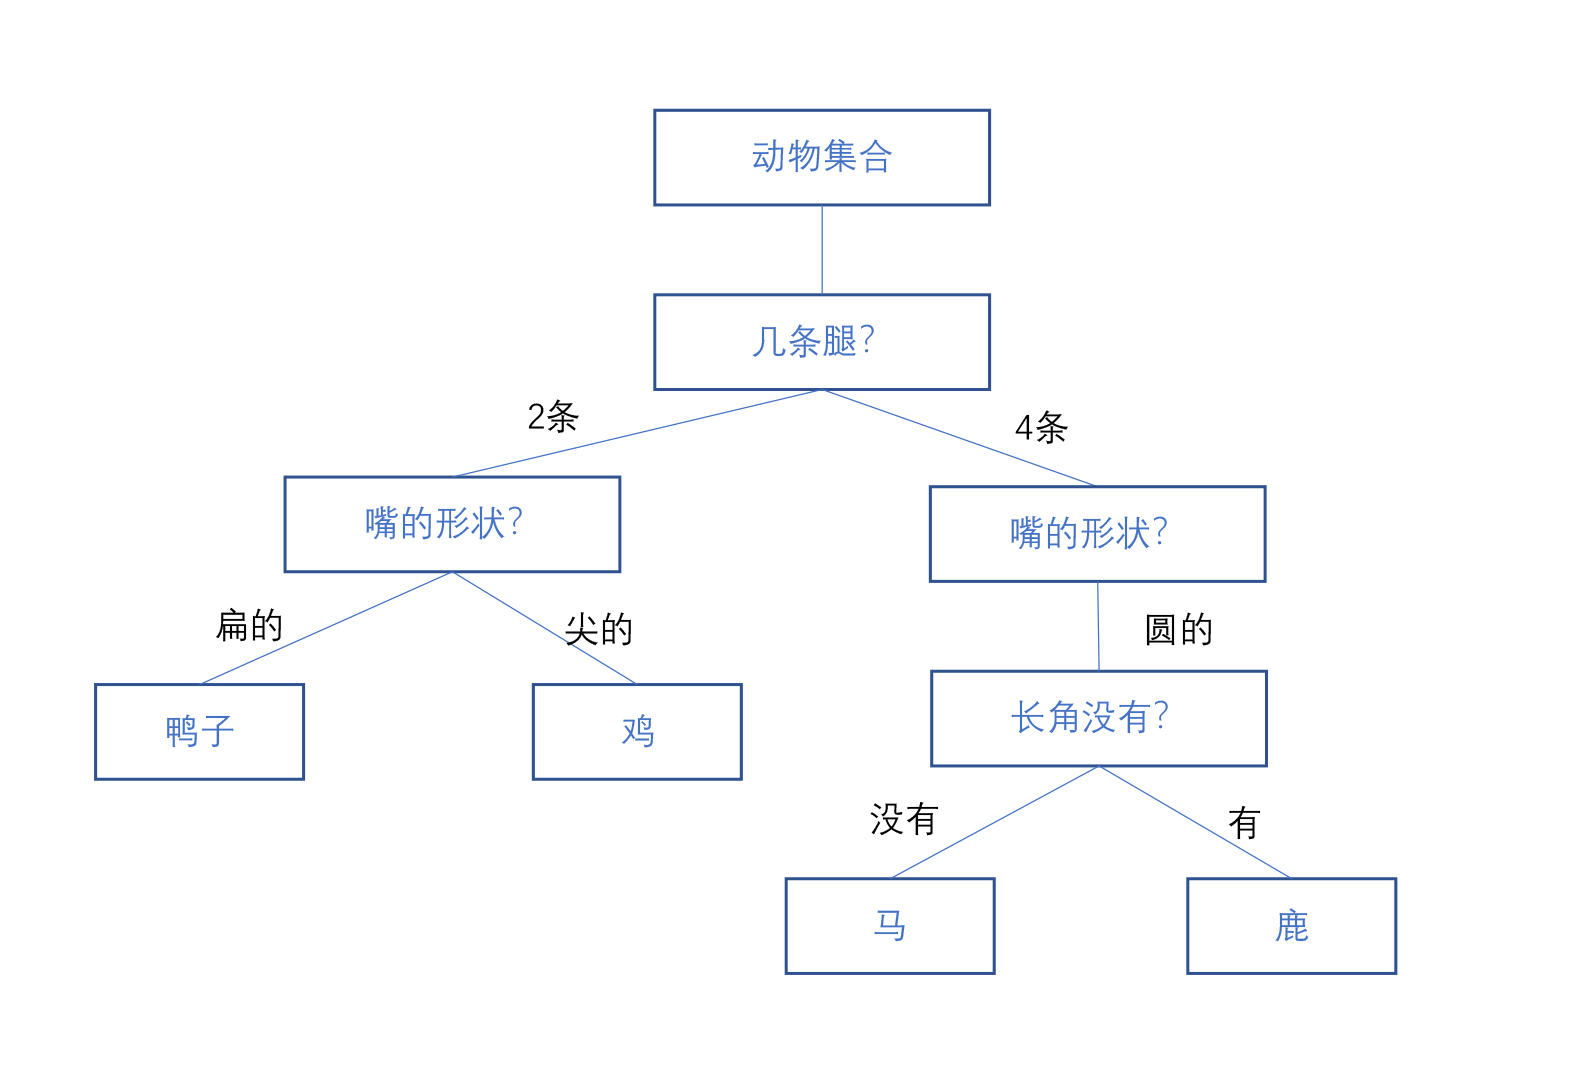 动物集合
几条腿？
2条
4条
嘴的形状？
嘴的形状？
扁的
尖的
圆的
鸭子
鸡
长角没有？
没有
有
马
鹿